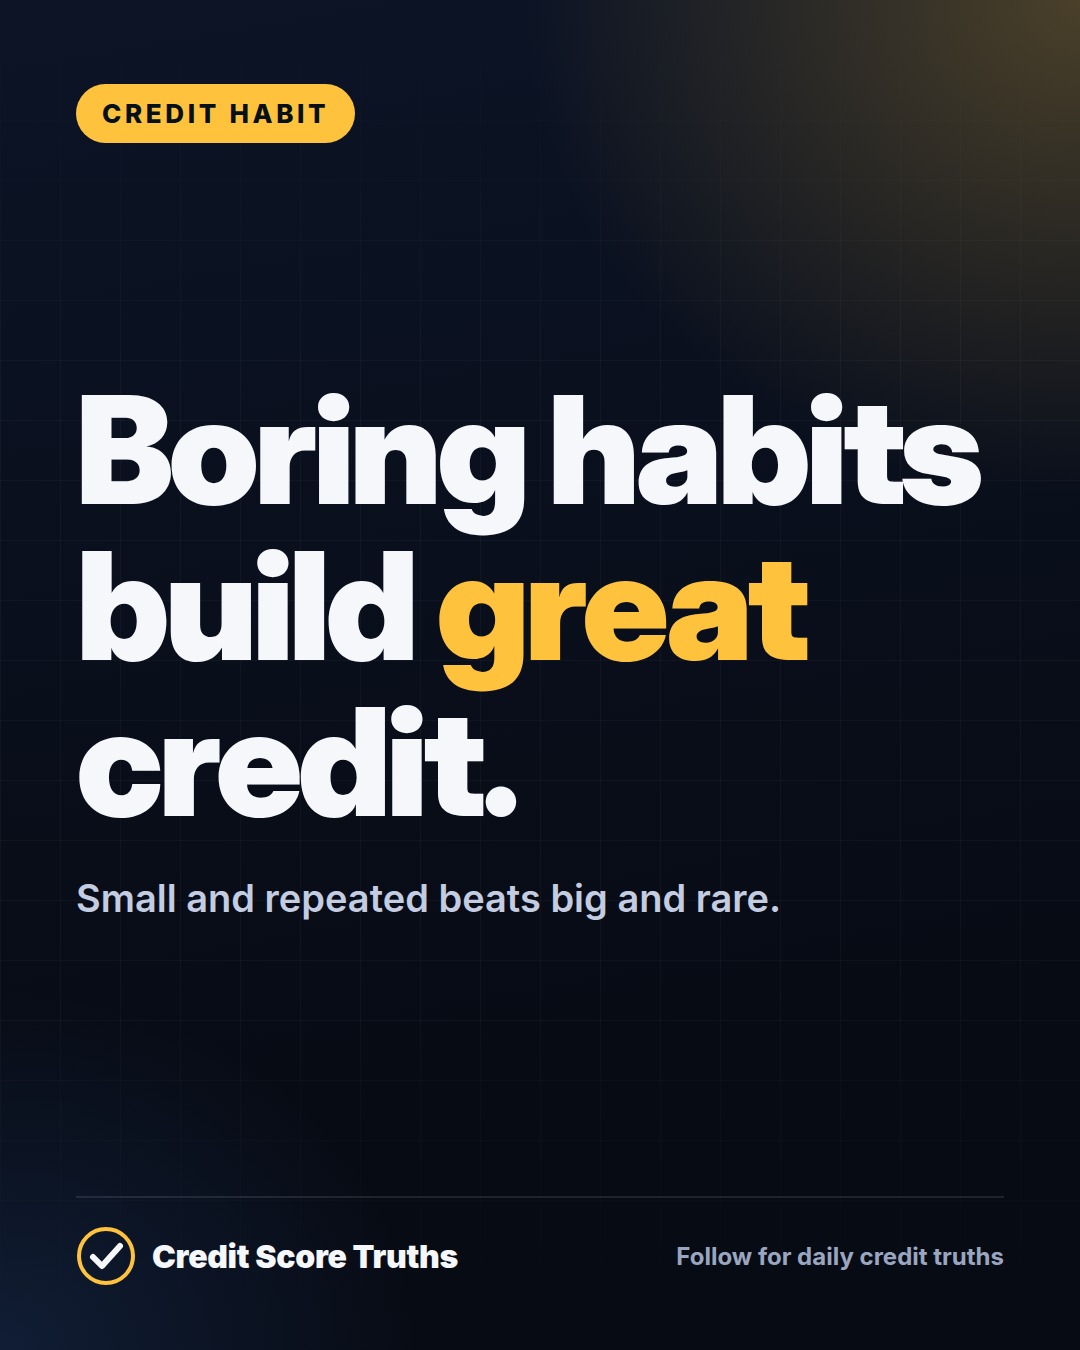 CREDIT HABIT
Boring habits
build great
credit.
Small and repeated beats big and rare.
Credit Score Truths
Follow for daily credit truths